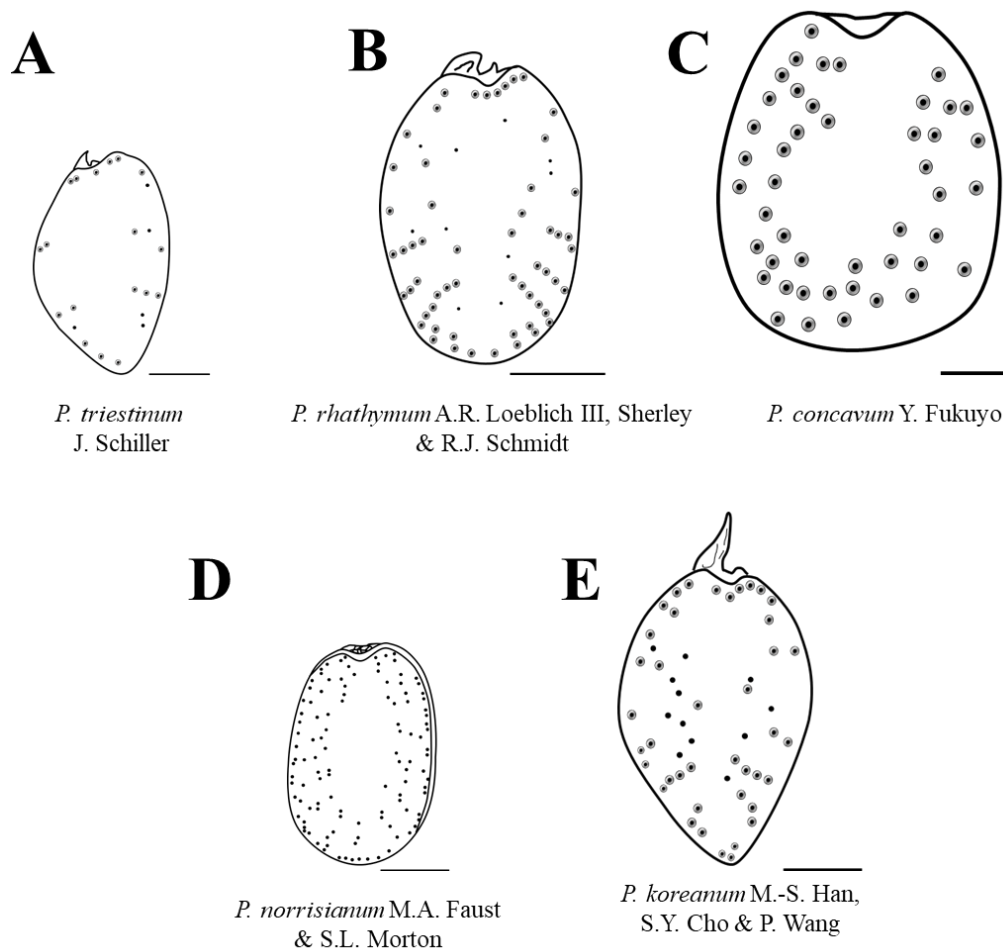 A
B
C
P. triestinum
J. Schiller
P. rhathymum A.R. Loeblich III, Sherley
& R.J. Schmidt
P. concavum Y. Fukuyo
D
E
P. norrisianum M.A. Faust
& S.L. Morton
P. koreanum M.-S. Han,
S.Y. Cho & P. Wang